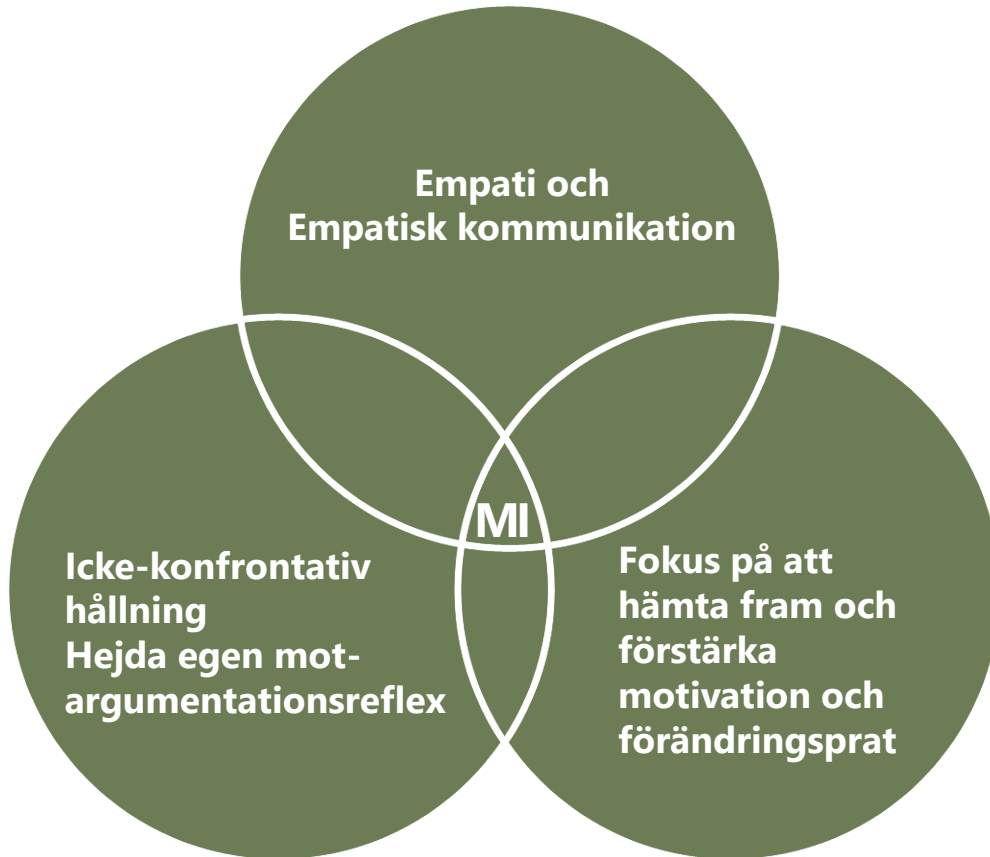 Empati och
Empatisk kommunikation
MI
Icke-konfrontativ
hållning
Hejda egen mot-
argumentationsreflex
Fokus på att
hämta fram och
förstärka
motivation och
förändringsprat